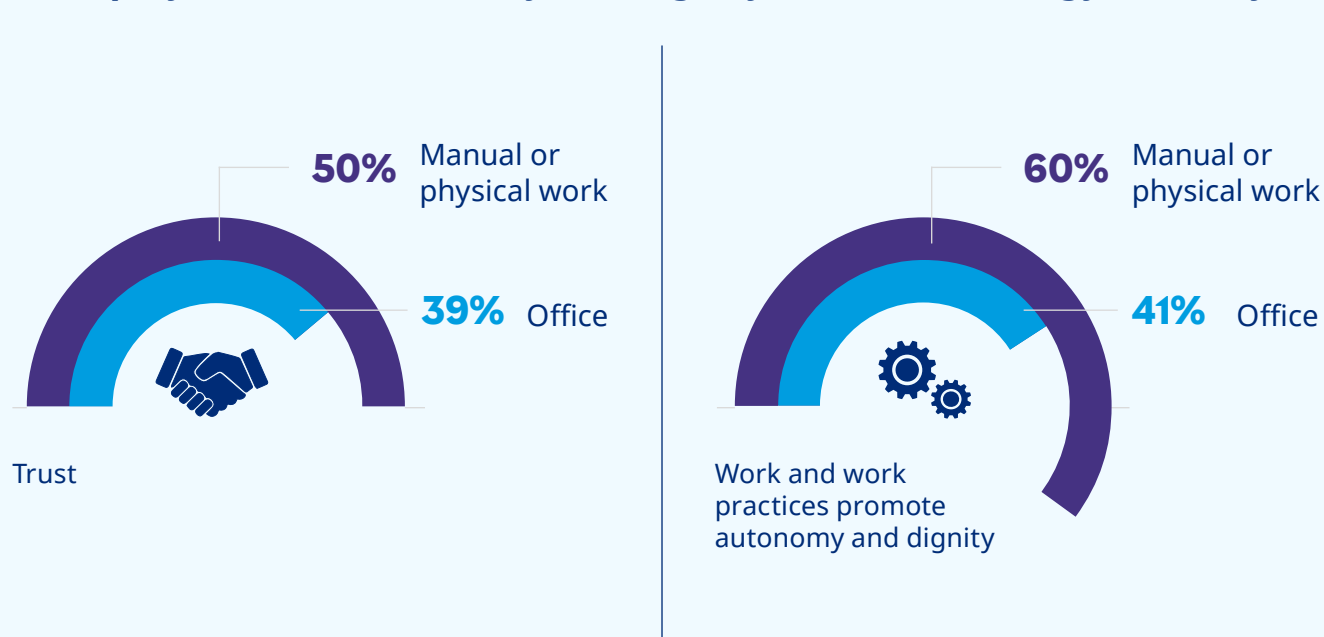 50%
Manual or
physical work
39%
Office
Trust
60%
Manual or
physical work
41%
Office
Work and work
practices promote
autonomy and dignity